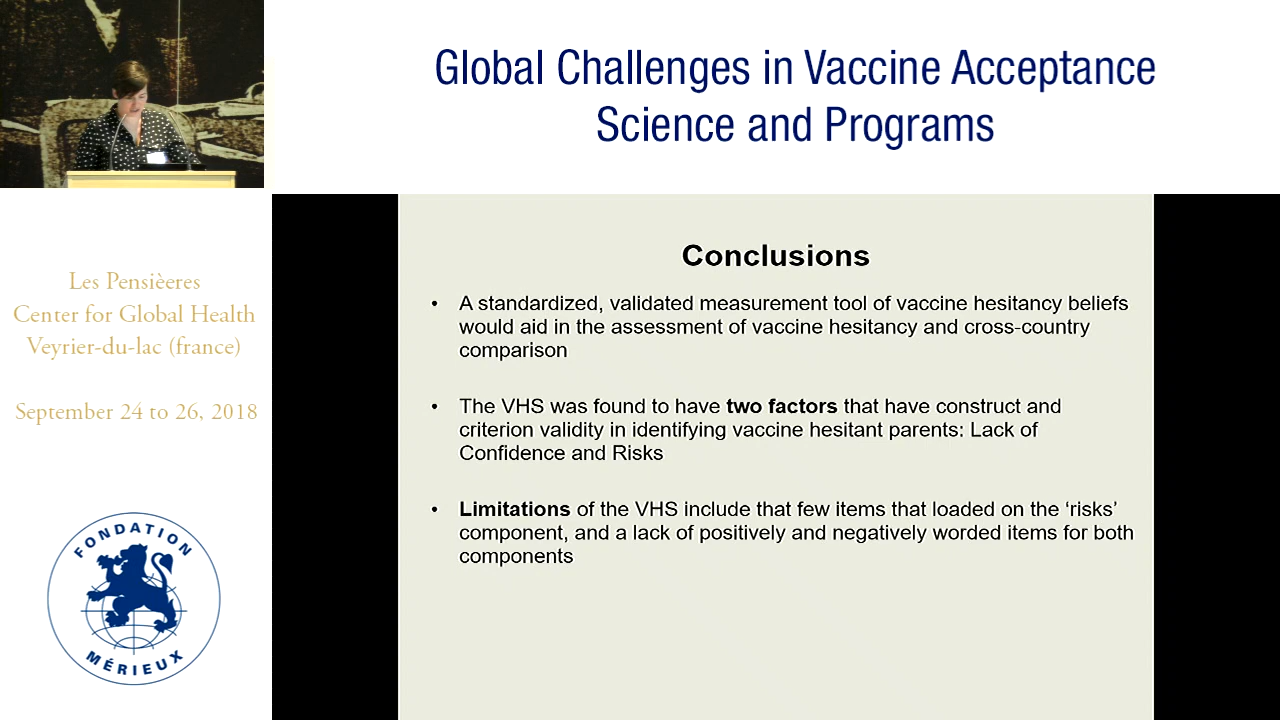 Global Challenges in Vaccine Acceptance
Science and Programs
Les Pensièeres
Center for Global Health
Veyrier-du-lac (france)
September 24 to 26, 2018
FONDATION
MÉRIEUX
Conclusions
• A standardized, validated measurement tool of vaccine hesitancy beliefs
would aid in the assessment of vaccine hesitancy and cross-country
comparison
• The VHS was found to have two factors that have construct and
criterion validity in identifying vaccine hesitant parents: Lack of
Confidence and Risks
• Limitations of the VHS include that few items that loaded on the ‘risks’
component, and a lack of positively and negatively worded items for both
components